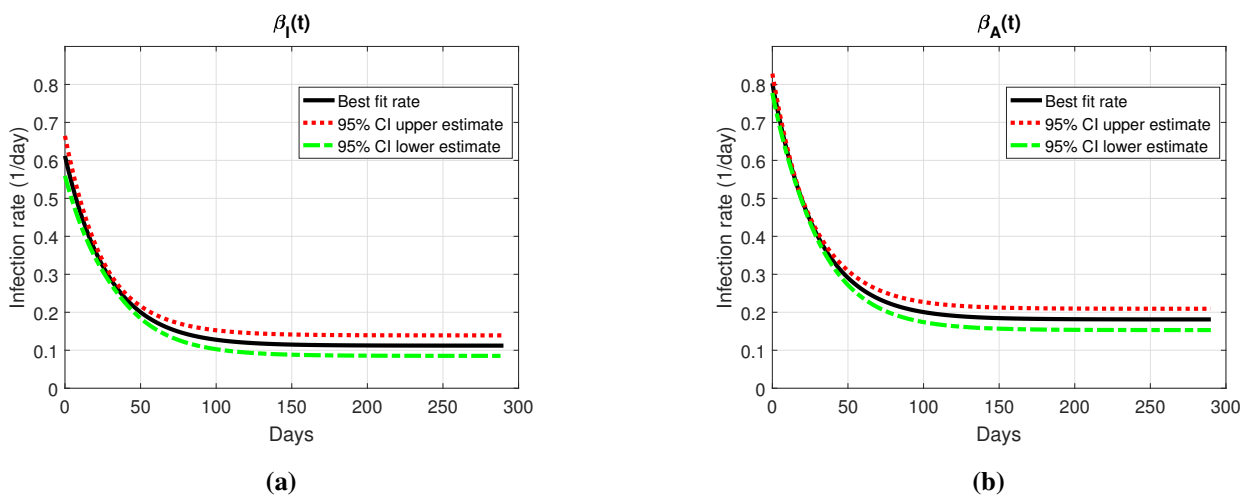 β_I(t)
Infection rate (1/day)
0.8
0.7
0.6
0.5
0.4
0.3
0.2
0.1
0
Best fit rate
95% CI upper estimate
95% CI lower estimate
0 50 100 150 200 250 300
Days
(a)
β_A(t)
Infection rate (1/day)
0.8
0.7
0.6
0.5
0.4
0.3
0.2
0.1
0
Best fit rate
95% CI upper estimate
95% CI lower estimate
0 50 100 150 200 250 300
Days
(b)